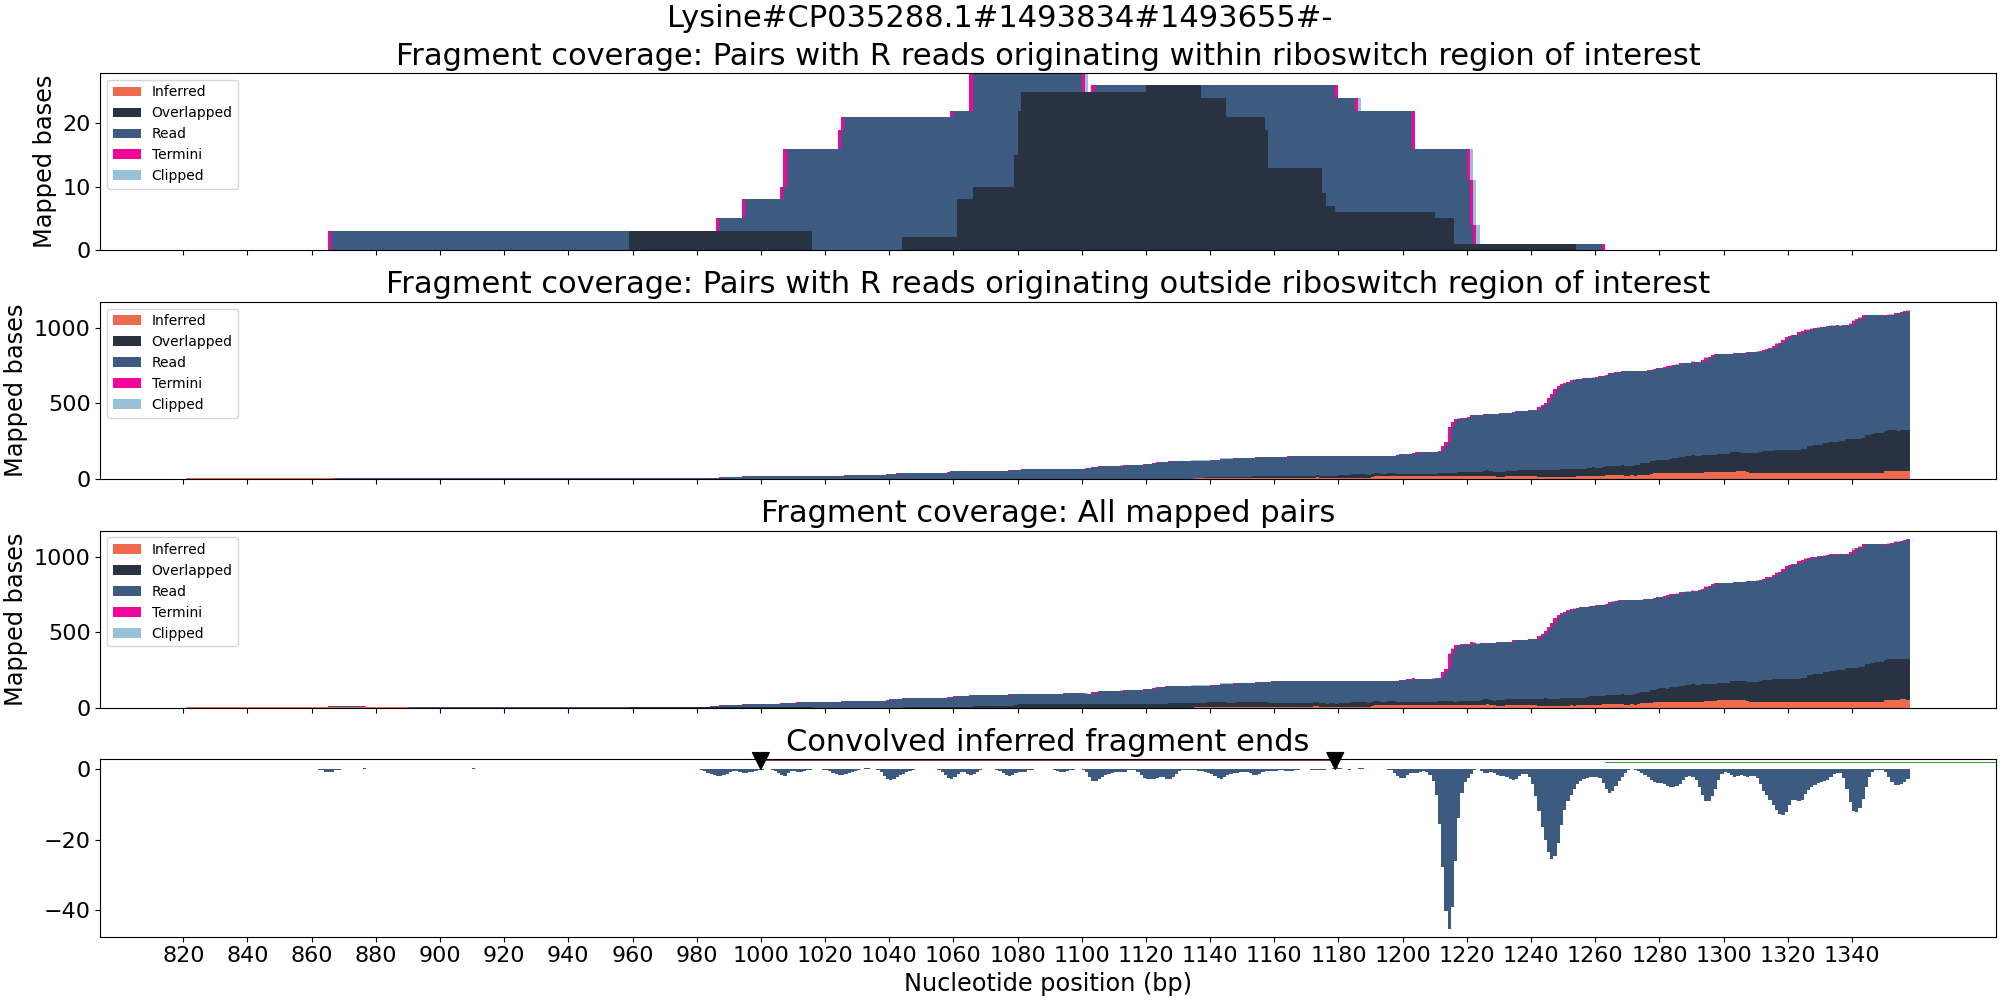 Lysine#CP035288.1#1493834#1493655#-
Fragment coverage: Pairs with R reads originating within riboswitch region of interest
Mapped bases
20
10
0
Inferred
Overlapped
Read
Termini
Clipped
Fragment coverage: Pairs with R reads originating outside riboswitch region of interest
Mapped bases
1000
500
0
Inferred
Overlapped
Read
Termini
Clipped
Fragment coverage: All mapped pairs
Mapped bases
1000
500
0
Inferred
Overlapped
Read
Termini
Clipped
Convolved inferred fragment ends
0
−20
−40
820 840 860 880 900 920 940 960 980 1000 1020 1040 1060 1080 1100 1120 1140 1160 1180 1200 1220 1240 1260 1280 1300 1320 1340
Nucleotide position (bp)